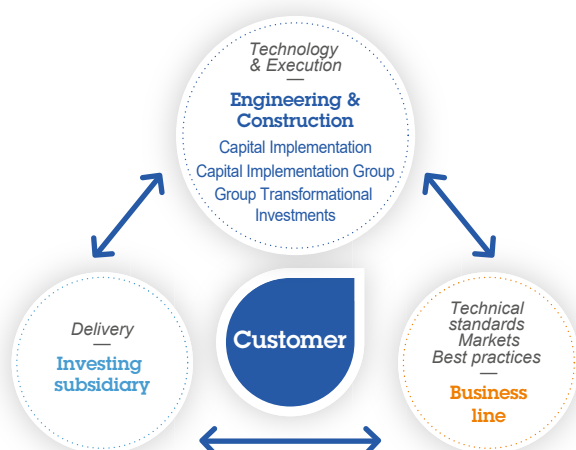 Technology
& Execution
Engineering &
Construction
Capital Implementation
Capital Implementation Group
Group Transformational
Investments
Customer
Delivery
Investing
subsidiary
Technical
standards
Markets
Best practices
Business
line